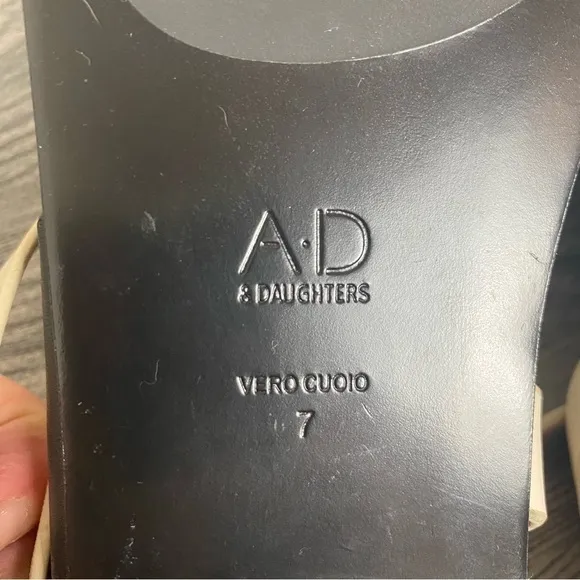 A·D
& DAUGHTERS
VERO CUOIO
7